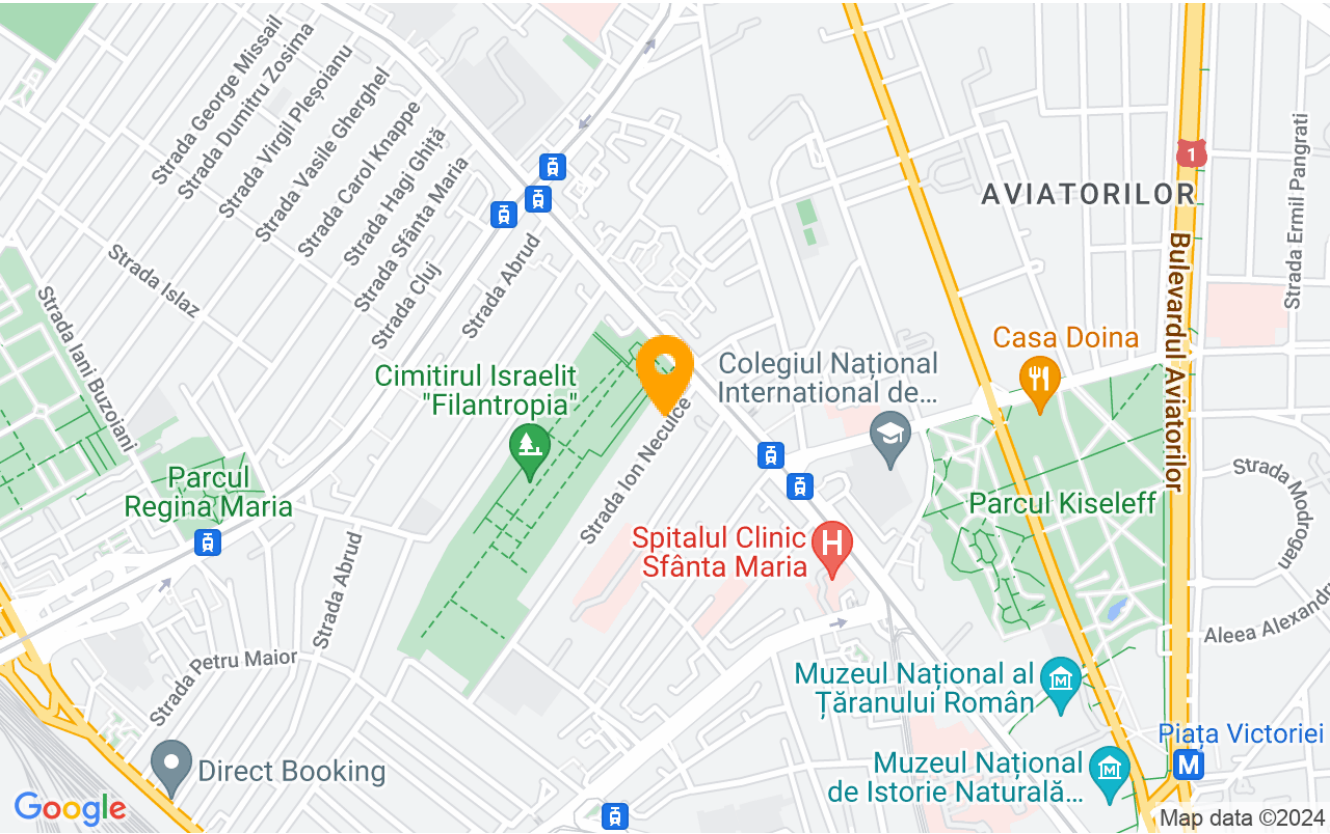 Strada George Missail
Strada Dumitru Zosima
Strada Virgil Pleșoianu
Strada Vasile Gherghel
Strada Carol Knappe
Strada Hagi Ghiță
Strada Sfânta Maria
Strada Cluj
Strada Abrud
Strada Islaz
Strada Iani Buzoiani
AVIATORILOR
1
Strada Ermil Pangrati
Bulevardul Aviatorilor
Casa Doina
Colegiul Național
International de...
Cimitirul Israelit
"Filantropia"
Strada Ion Neculce
Parcul
Regina Maria
Parcul Kiseleff
Strada Modrogan
Spitalul Clinic
Sfânta Maria
H
Strada Abrud
Strada Petru Maior
Aleea Alexandru
Muzeul Național al
Țăranului Român
Piața Victoriei
M
Muzeul Național
de Istorie Naturală...
Direct Booking
Google
Map data ©2024